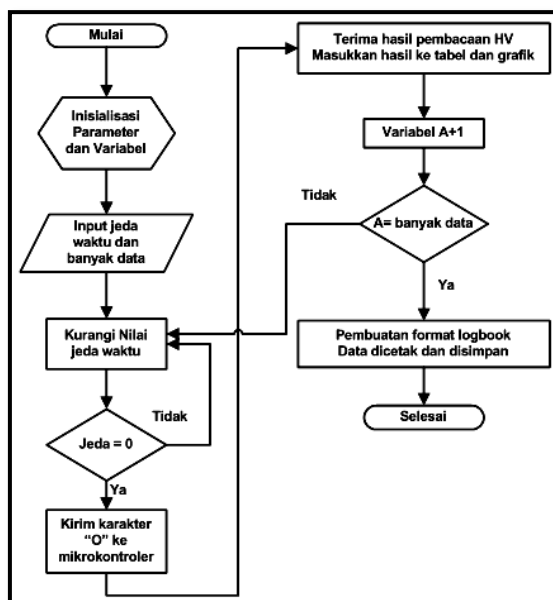 Mulai
Inisialisasi
Parameter
dan Variabel
Input jeda
waktu dan
banyak data
Kurangi Nilai
jeda waktu
Tidak
Jeda = 0
Ya
Kirim karakter
“O” ke
mikrokontroler
Terima hasil pembacaan HV
Masukkan hasil ke tabel dan grafik
Variabel A+1
Tidak
A= banyak data
Ya
Pembuatan format logbook
Data dicetak dan disimpan
Selesai